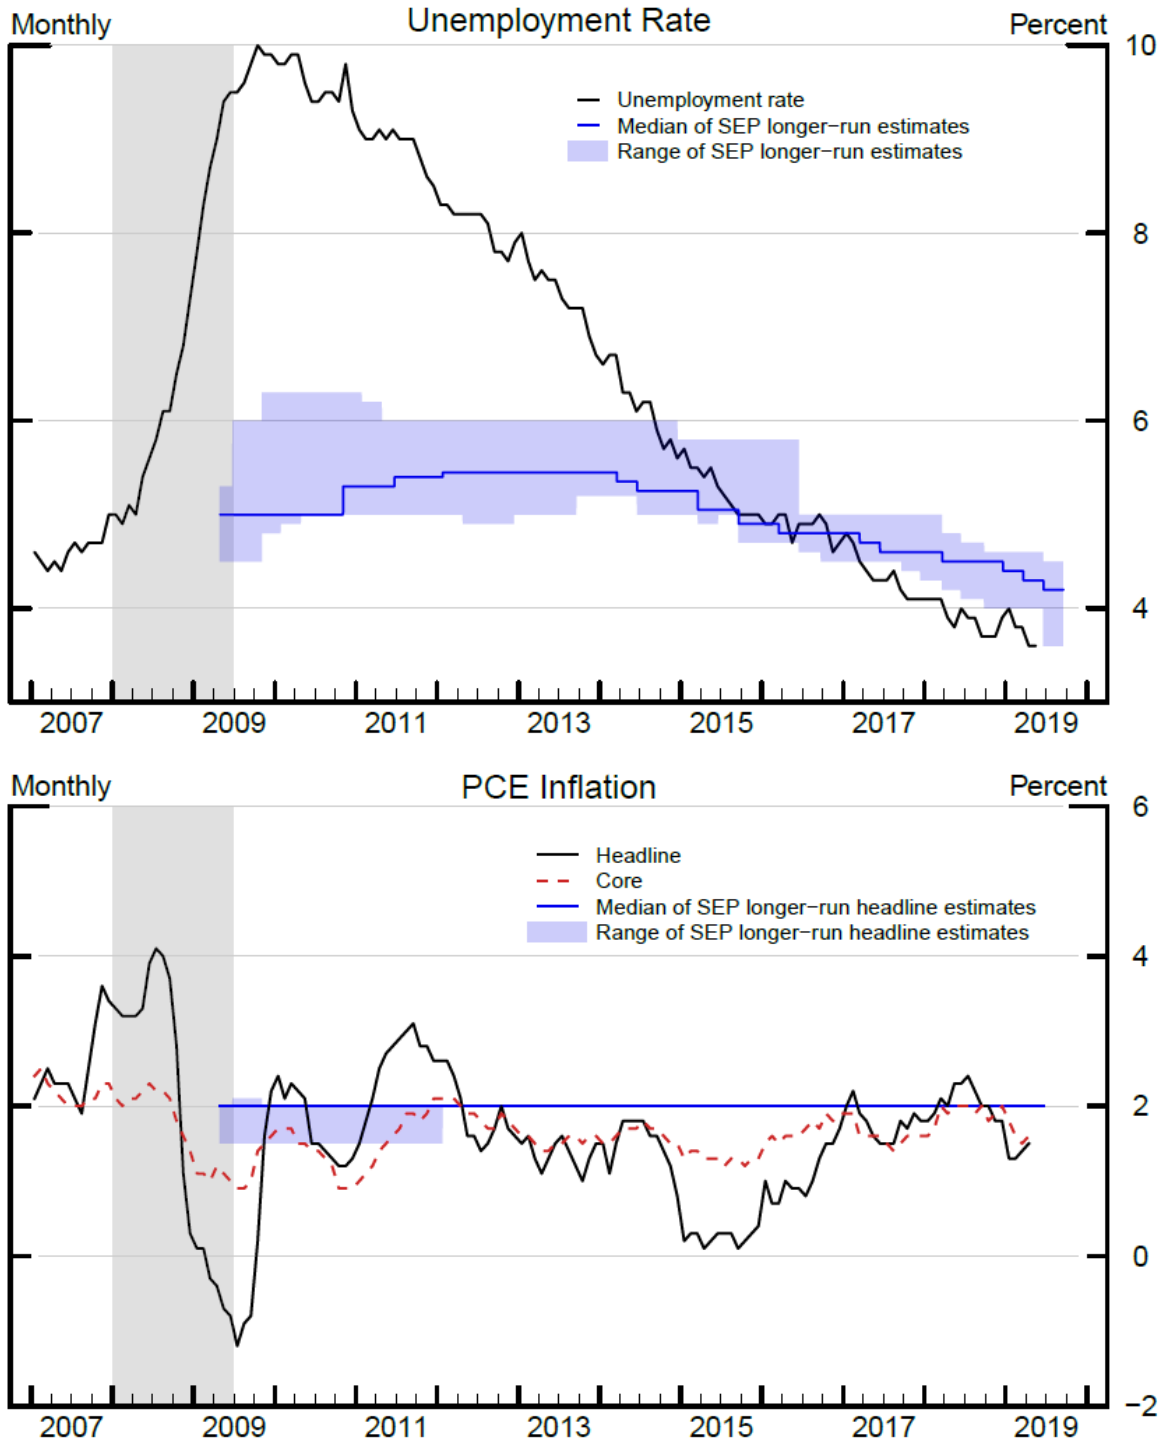 Unemployment Rate
Monthly Percent
10
Unemployment rate
Median of SEP longer−run estimates
Range of SEP longer−run estimates
8
6
4
2007 2009 2011 2013 2015 2017 2019
PCE Inflation
Monthly Percent
6
Headline
Core
Median of SEP longer−run headline estimates
Range of SEP longer−run headline estimates
4
2
0
−2
2007 2009 2011 2013 2015 2017 2019